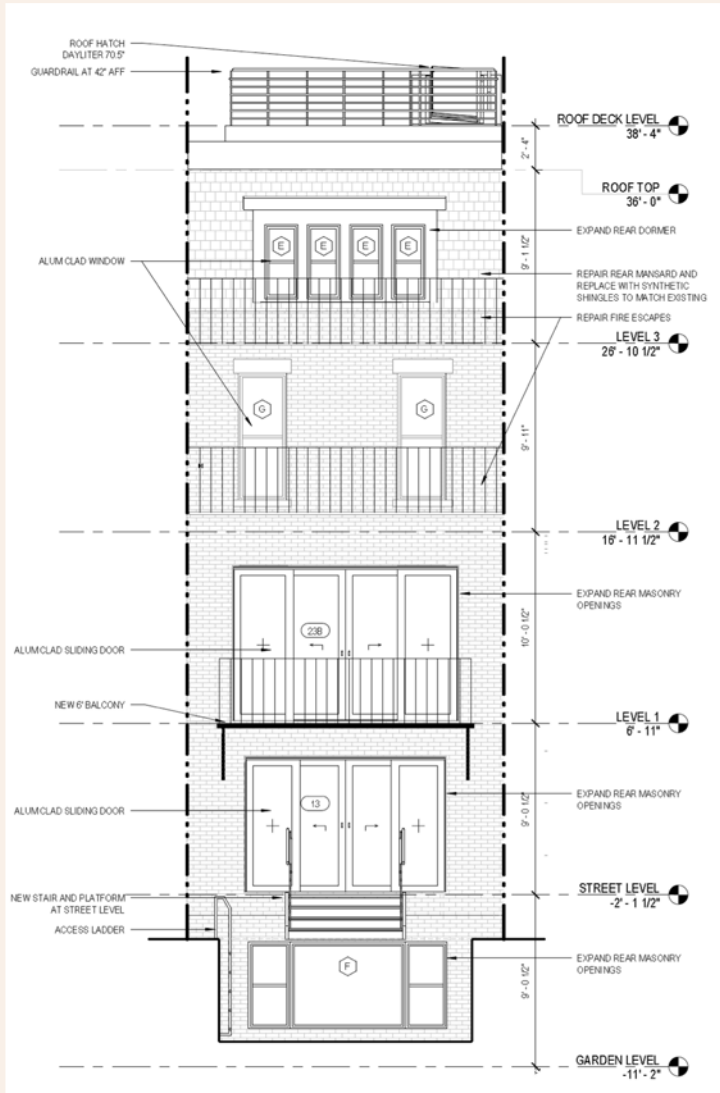 ROOF HATCH
DAYLITER 70.5"
GUARDRAIL AT 42" AFF
ROOF DECK LEVEL
38' - 4"
2' - 4"
ROOF TOP
36' - 0"
E
E
E
E
EXPAND REAR DORMER
ALUM CLAD WINDOW
9' - 1 1/2"
REPAIR REAR MANSARD AND
REPLACE WITH SYNTHETIC
SHINGLES TO MATCH EXISTING
REPAIR FIRE ESCAPES
LEVEL 3
26' - 10 1/2"
G
G
9' - 11"
LEVEL 2
16' - 11 1/2"
EXPAND REAR MASONRY
OPENINGS
23B
10' - 0 1/2"
ALUM CLAD SLIDING DOOR
NEW 6' BALCONY
LEVEL 1
6' - 11"
EXPAND REAR MASONRY
OPENINGS
13
ALUM CLAD SLIDING DOOR
9' - 0 1/2"
STREET LEVEL
-2' - 1 1/2"
NEW STAIR AND PLATFORM
AT STREET LEVEL
ACCESS LADDER
EXPAND REAR MASONRY
OPENINGS
F
9' - 0 1/2"
GARDEN LEVEL
-11' - 2"